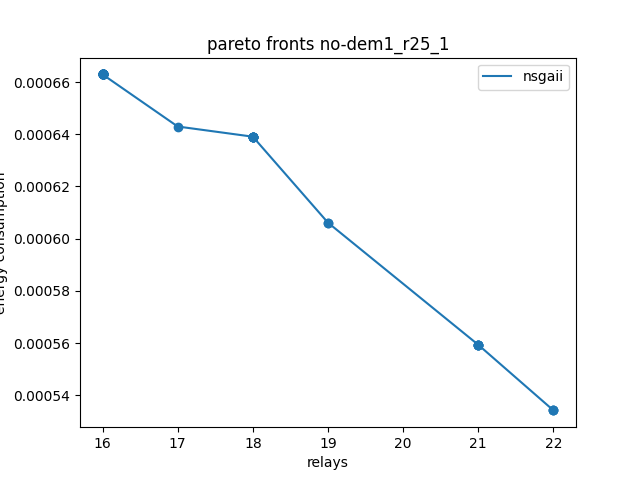 pareto fronts no-dem1_r25_1
nsgaii
0.00066
0.00064
0.00062
0.00060
0.00058
0.00056
0.00054
energy consumption
16 17 18 19 20 21 22
relays